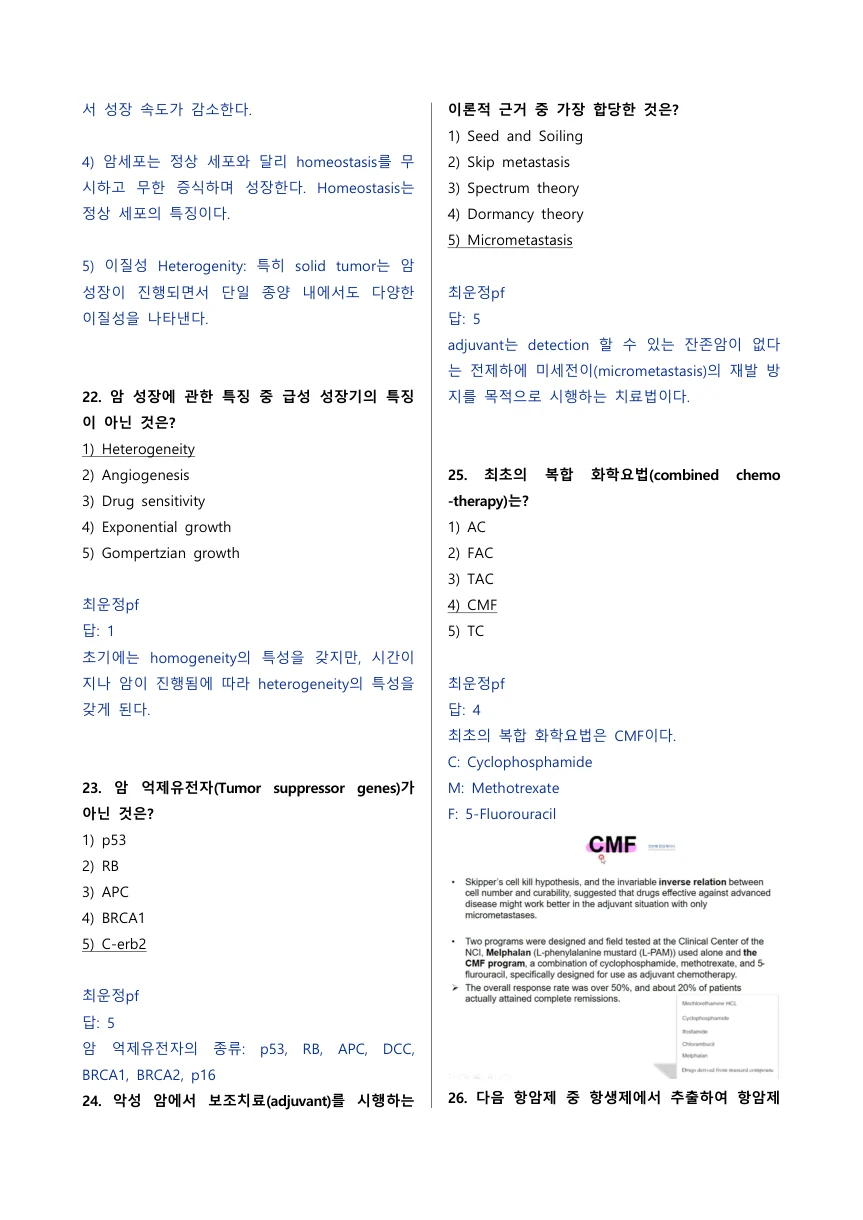 서 성장 속도가 감소한다.
4) 암세포는 정상 세포와 달리 homeostasis를 무
시하고 무한 증식하며 성장한다. Homeostasis는
정상 세포의 특징이다.
5) 이질성 Heterogenity: 특히 solid tumor는 암
성장이 진행되면서 단일 종양 내에서도 다양한
이질성을 나타낸다.
22. 암 성장에 관한 특징 중 급성 성장기의 특징
이 아닌 것은?
1) Heterogeneity
2) Angiogenesis
3) Drug sensitivity
4) Exponential growth
5) Gompertzian growth
최운정pf
답: 1
초기에는 homogeneity의 특성을 갖지만, 시간이
지나 암이 진행됨에 따라 heterogeneity의 특성을
갖게 된다.
23. 암 억제유전자(Tumor suppressor genes)가
아닌 것은?
1) p53
2) RB
3) APC
4) BRCA1
5) C-erb2
최운정pf
답: 5
암 억제유전자의 종류: p53, RB, APC, DCC,
BRCA1, BRCA2, p16
24. 악성 암에서 보조치료(adjuvant)를 시행하는
이론적 근거 중 가장 합당한 것은?
1) Seed and Soiling
2) Skip metastasis
3) Spectrum theory
4) Dormancy theory
5) Micrometastasis
최운정pf
답: 5
adjuvant는 detection 할 수 있는 잔존암이 없다
는 전제하에 미세전이(micrometastasis)의 재발 방
지를 목적으로 시행하는 치료법이다.
25. 최초의 복합 화학요법(combined chemo
-therapy)는?
1) AC
2) FAC
3) TAC
4) CMF
5) TC
최운정pf
답: 4
최초의 복합 화학요법은 CMF이다.
C: Cyclophosphamide
M: Methotrexate
F: 5-Fluorouracil
CMF
• Skipper's cell kill hypothesis, and the invariable inverse relation between
cell number and curability, suggested that drugs effective against advanced
disease might work better in the adjuvant situation with only
micrometastases.
• Two programs were designed and field tested at the Clinical Center of the
NCI, Melphalan (L-phenylalanine mustard (L-PAM)) used alone and the
CMF program, a combination of cyclophosphamide, methotrexate, and 5-
flurouracil, specifically designed for use as adjuvant chemotherapy.
➢ The overall response rate was over 50%, and about 20% of patients
actually attained complete remissions.
Mechlorethamine HCL
Cyclophosphamide
Ifosfamide
Chlorambucil
Melphalan
Drugs derived from mustard
26. 다음 항암제 중 항생제에서 추출하여 항암제